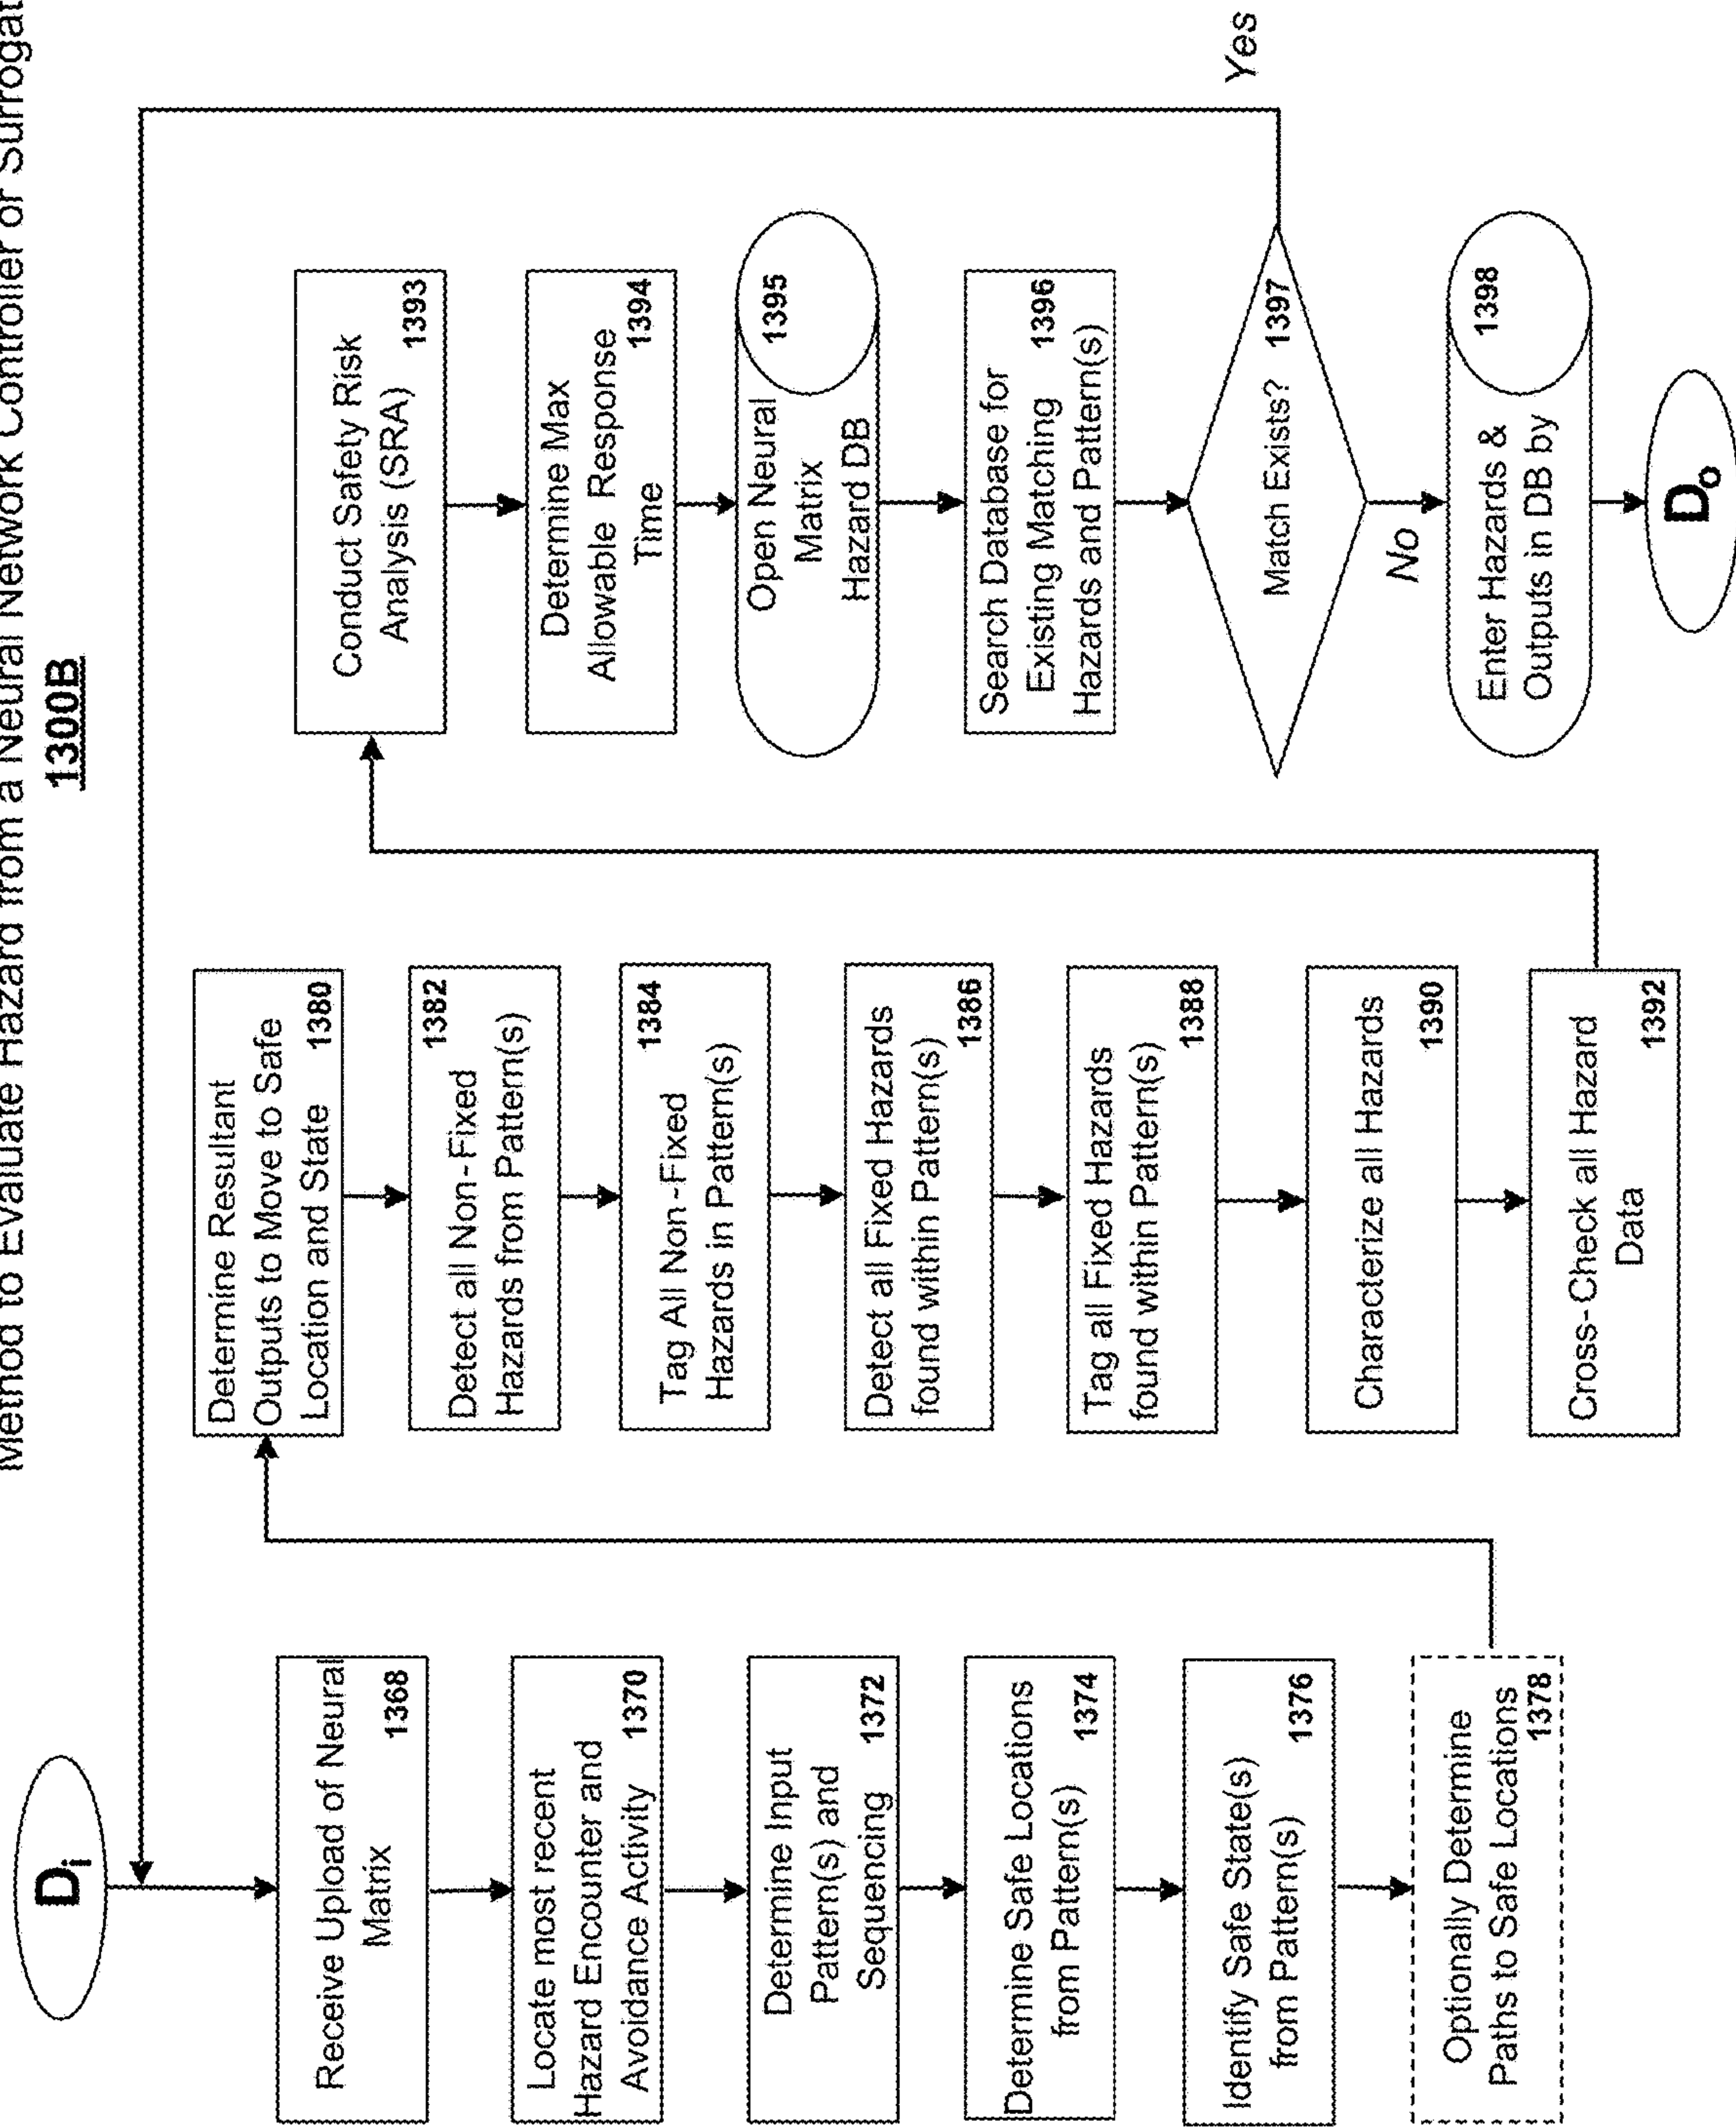 Method to Evaluate Hazard from a Neural Network Controller or Surrogat
1300B
Di
Receive Upload of Neural
Matrix
1368
Locate most recent
Hazard Encounter and
Avoidance Activity 1370
Determine Input
Pattern(s) and
Sequencing 1372
Determine Safe Locations
from Pattern(s) 1374
Identify Safe State(s)
from Pattern(s) 1376
Optionally Determine
Paths to Safe Locations
1378
Determine Resultant
Outputs to Move to Safe
Location and State 1380
1382
Detect all Non-Fixed
Hazards from Pattern(s)
1384
Tag All Non-Fixed
Hazards in Pattern(s)
Detect all Fixed Hazards
found within Pattern(s)
1386
Tag all Fixed Hazards
found within Pattern(s)
1388
Characterize all Hazards
1390
Cross-Check all Hazard
Data 1392
Conduct Safety Risk
Analysis (SRA) 1393
Determine Max
Allowable Response
Time 1394
Open Neural 1395
Matrix
Hazard DB
Search Database for
Existing Matching 1396
Hazards and Pattern(s)
Match Exists? 1397
Yes
No
Enter Hazards & 1398
Outputs in DB by
Do